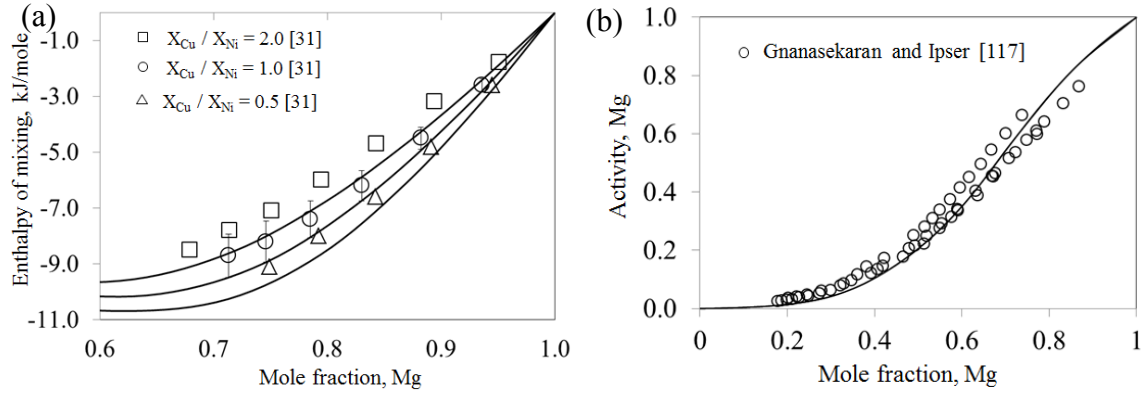 (a)
Enthalpy of mixing, kJ/mole
-1.0
-3.0
-5.0
-7.0
-9.0
-11.0
□ X_Cu / X_Ni = 2.0 [31]
○ X_Cu / X_Ni = 1.0 [31]
△ X_Cu / X_Ni = 0.5 [31]
0.6 0.7 0.8 0.9 1.0
Mole fraction, Mg
(b)
Activity, Mg
1.0
0.8
0.6
0.4
0.2
0.0
○ Gnanasekaran and Ipser [117]
0 0.2 0.4 0.6 0.8 1
Mole fraction, Mg